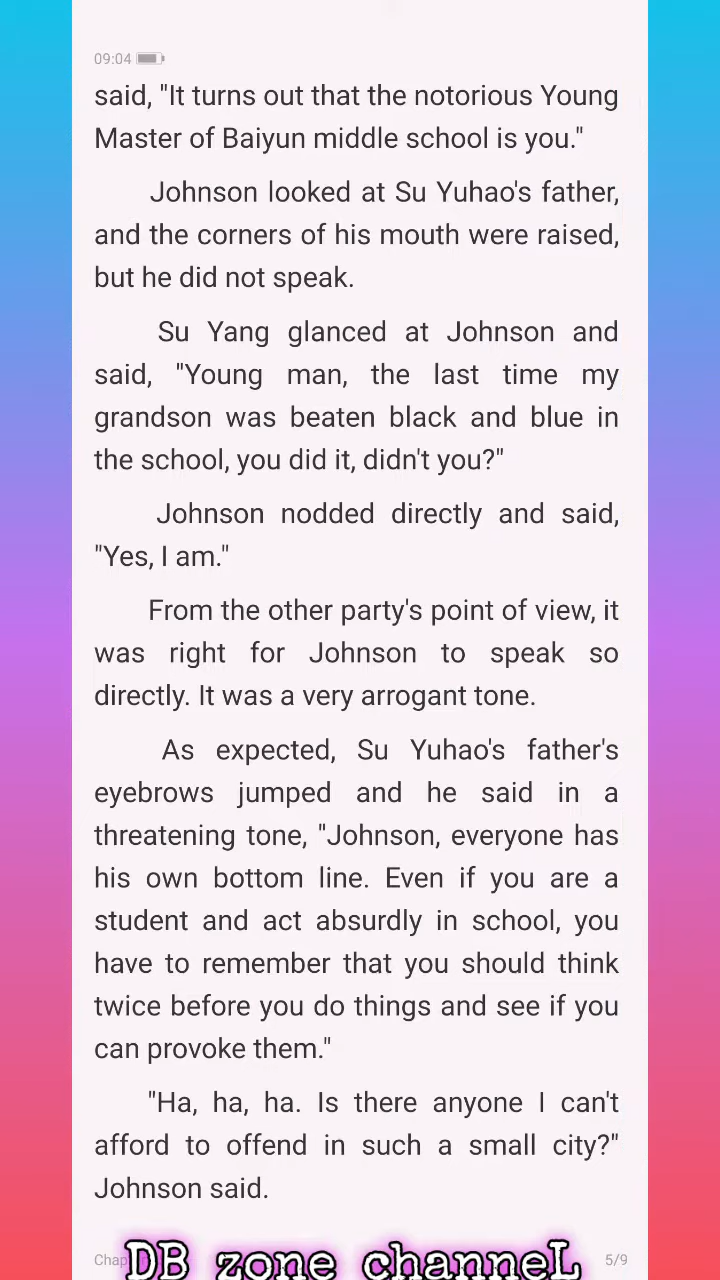 09:04
said, "It turns out that the notorious Young
Master of Baiyun middle school is you."
Johnson looked at Su Yuhao's father,
and the corners of his mouth were raised,
but he did not speak.
Su Yang glanced at Johnson and
said, "Young man, the last time my
grandson was beaten black and blue in
the school, you did it, didn't you?"
Johnson nodded directly and said,
"Yes, I am."
From the other party's point of view, it
was right for Johnson to speak so
directly. It was a very arrogant tone.
As expected, Su Yuhao's father's
eyebrows jumped and he said in a
threatening tone, "Johnson, everyone has
his own bottom line. Even if you are a
student and act absurdly in school, you
have to remember that you should think
twice before you do things and see if you
can provoke them."
"Ha, ha, ha. Is there anyone I can't
afford to offend in such a small city?"
Johnson said.
DB zone channeL
5/9